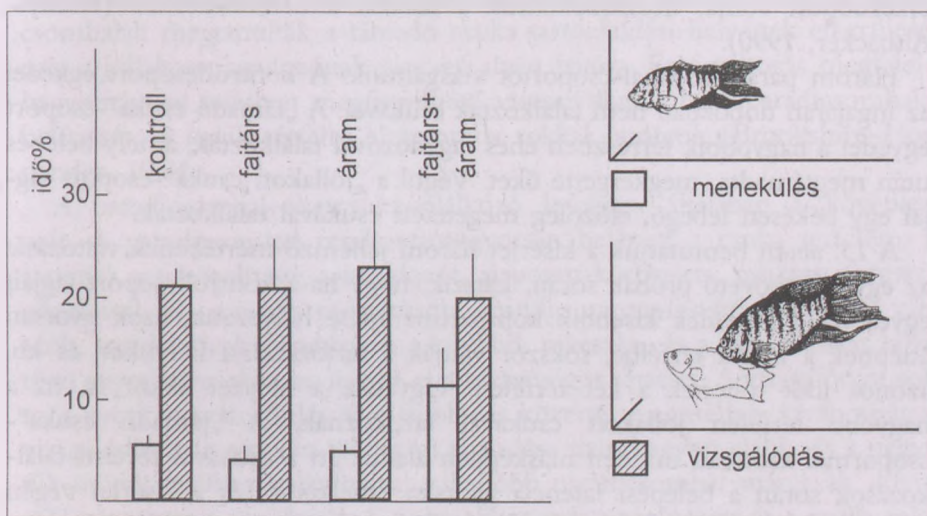 idő%
30
20
10
kontroll
fajtárs
áram
fajtárs+
áram
menekülés
vizsgálódás